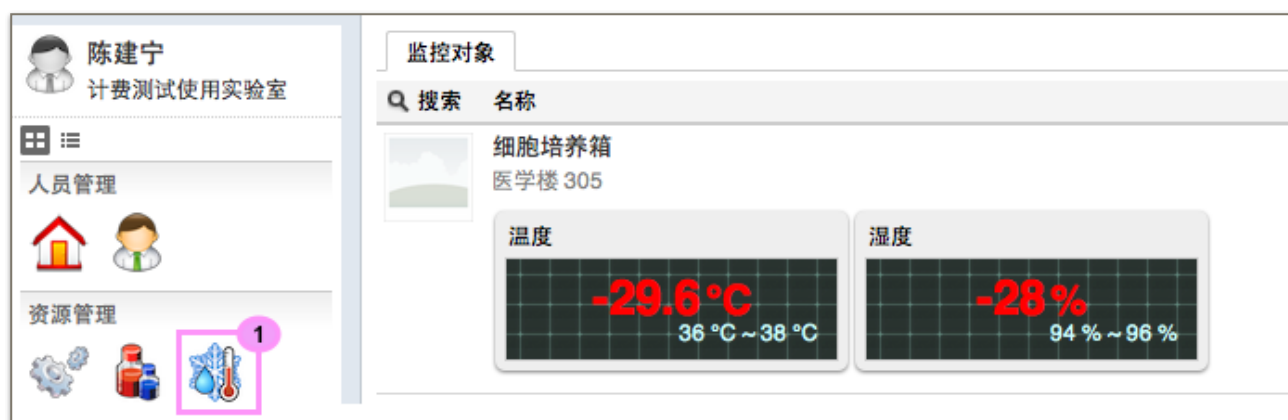 陈建宁
计费测试使用实验室
人员管理
资源管理
1
监控对象
搜索 名称
细胞培养箱
医学楼 305
温度
-29.6 °C
36 °C ~ 38 °C
湿度
-28 %
94 % ~ 96 %